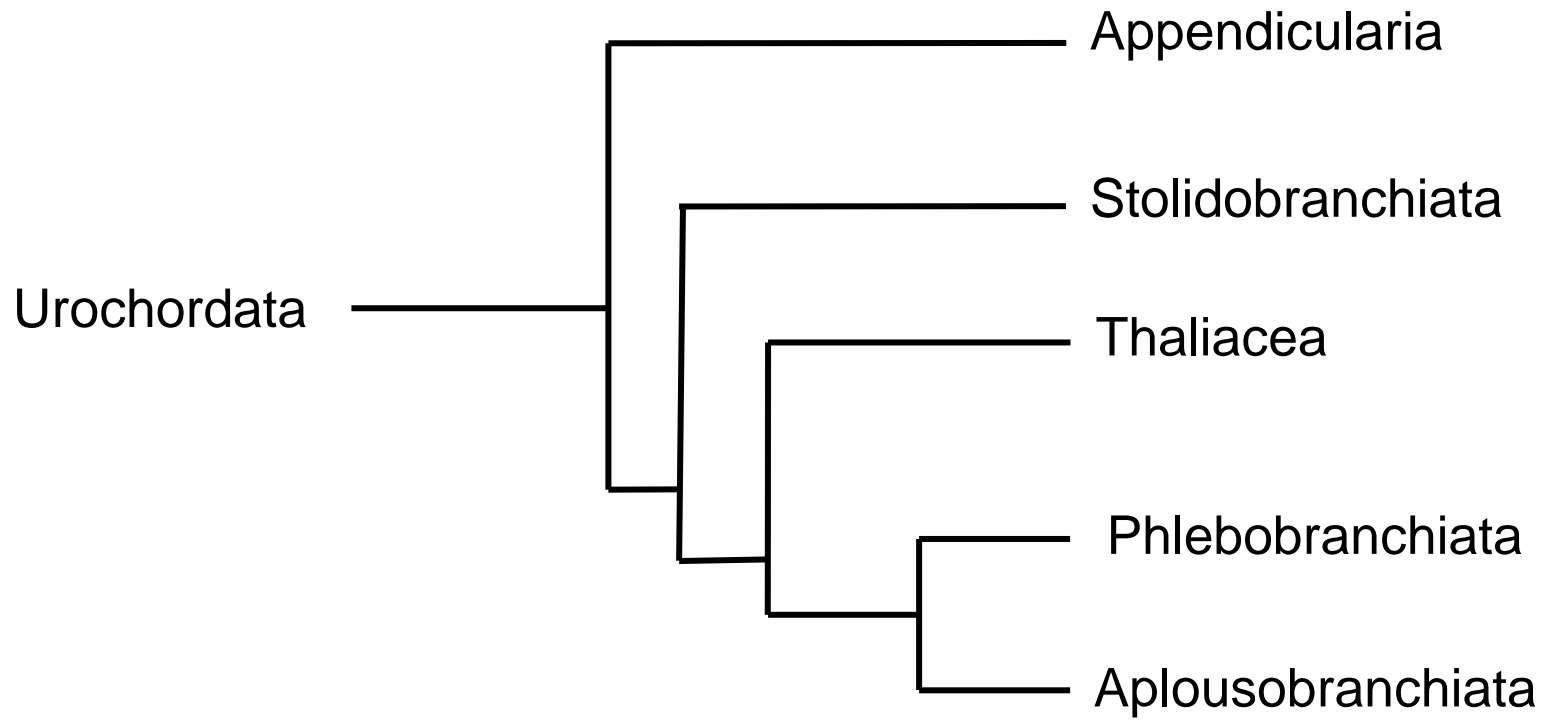 Appendicularia
Stolidobranchiata
Urochordata
Thaliacea
Phlebobranchiata
Aplousobranchiata